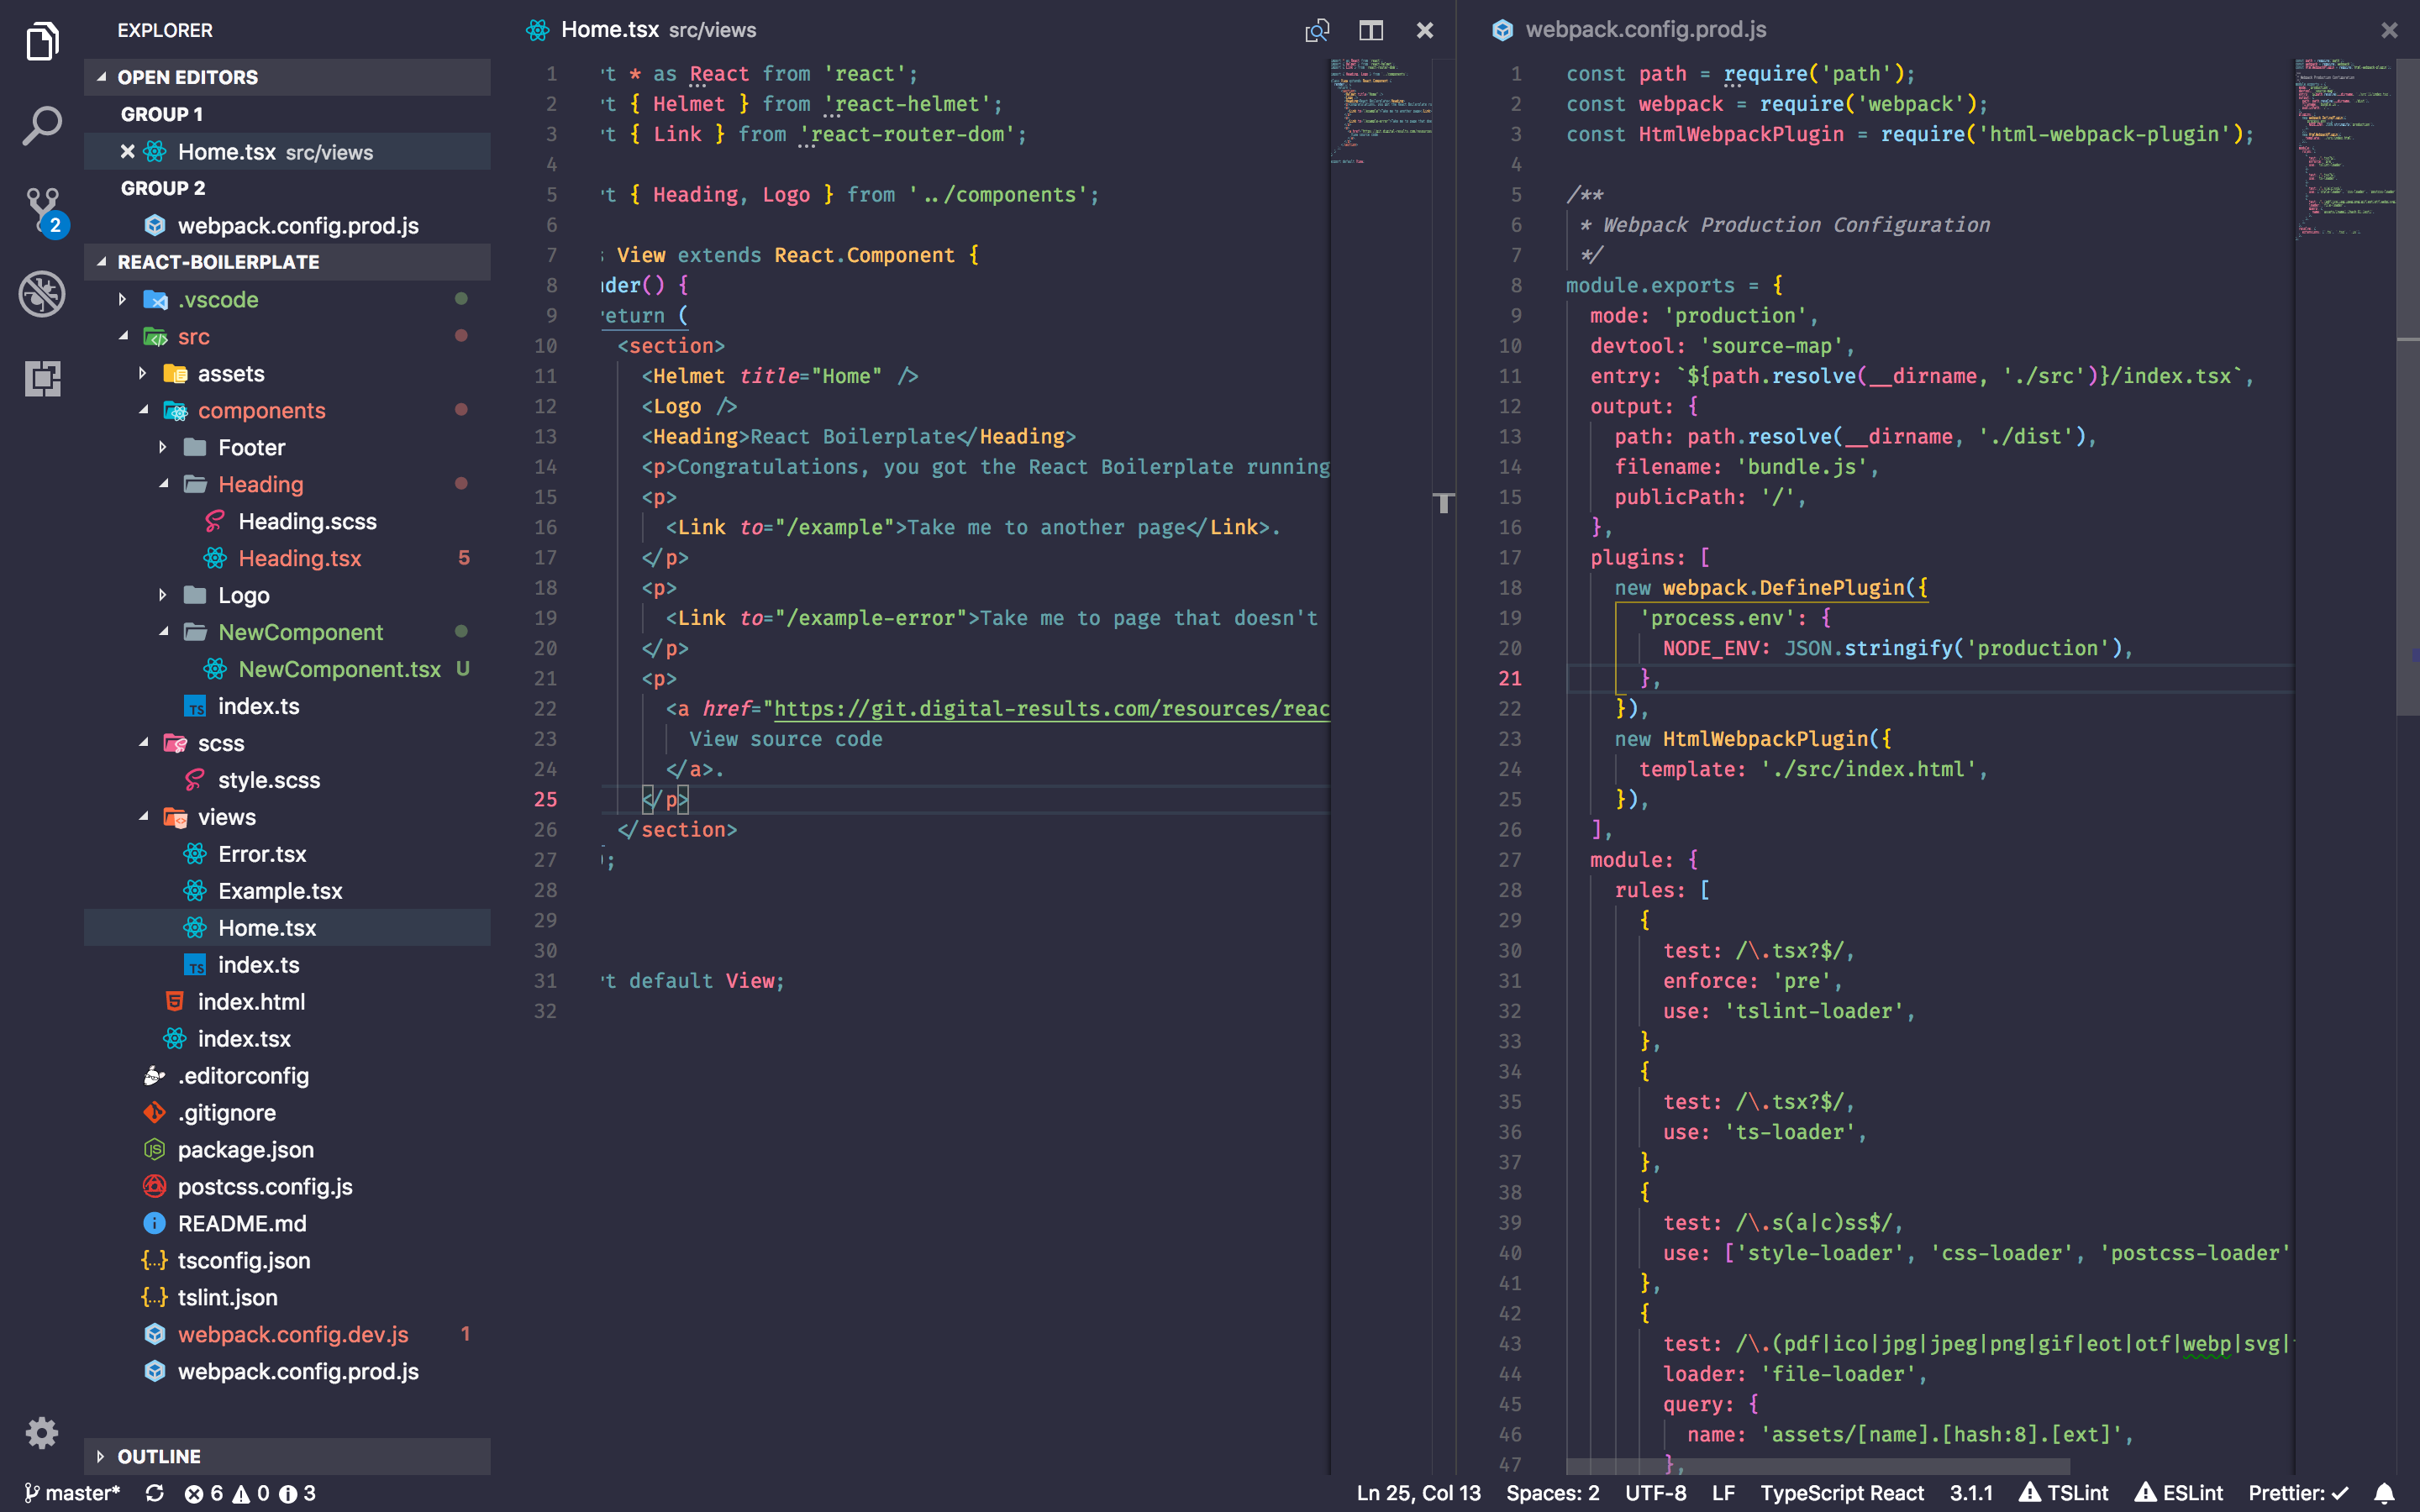 EXPLORER
OPEN EDITORS
GROUP 1
Home.tsx src/views
GROUP 2
webpack.config.prod.js
REACT-BOILERPLATE
.vscode
src
assets
components
Footer
Heading
Heading.scss
Heading.tsx 5
Logo
NewComponent
NewComponent.tsx U
TS index.ts
scss
style.scss
views
Error.tsx
Example.tsx
Home.tsx
TS index.ts
index.html
index.tsx
.editorconfig
.gitignore
package.json
postcss.config.js
README.md
tsconfig.json
tslint.json
webpack.config.dev.js 1
webpack.config.prod.js
OUTLINE
2
Home.tsx src/views
1 t * as React from 'react';
2 t { Helmet } from 'react-helmet';
3 t { Link } from 'react-router-dom';
4
5 t { Heading, Logo } from '../components';
6
7 s View extends React.Component {
8 nder() {
9 return (
10 <section>
11 <Helmet title="Home" />
12 <Logo />
13 <Heading>React Boilerplate</Heading>
14 <p>Congratulations, you got the React Boilerplate running
15 <p>
16 <Link to="/example">Take me to another page</Link>.
17 </p>
18 <p>
19 <Link to="/example-error">Take me to page that doesn't
20 </p>
21 <p>
22 <a href="https://git.digital-results.com/resources/reac
23 View source code
24 </a>.
25 </p>
26 </section>
27 );
28
29
30
31 t default View;
32
webpack.config.prod.js
1 const path = require('path');
2 const webpack = require('webpack');
3 const HtmlWebpackPlugin = require('html-webpack-plugin');
4
5 /**
6 * Webpack Production Configuration
7 */
8 module.exports = {
9 mode: 'production',
10 devtool: 'source-map',
11 entry: `${path.resolve(__dirname, './src')}/index.tsx`,
12 output: {
13 path: path.resolve(__dirname, './dist'),
14 filename: 'bundle.js',
15 publicPath: '/',
16 },
17 plugins: [
18 new webpack.DefinePlugin({
19 'process.env': {
20 NODE_ENV: JSON.stringify('production'),
21 },
22 }),
23 new HtmlWebpackPlugin({
24 template: './src/index.html',
25 }),
26 ],
27 module: {
28 rules: [
29 {
30 test: /\.tsx?$/,
31 enforce: 'pre',
32 use: 'tslint-loader',
33 },
34 {
35 test: /\.tsx?$/,
36 use: 'ts-loader',
37 },
38 {
39 test: /\.s(a|c)ss$/,
40 use: ['style-loader', 'css-loader', 'postcss-loader'
41 },
42 {
43 test: /\.(pdf|ico|jpg|jpeg|png|gif|eot|otf|webp|svg|
44 loader: 'file-loader',
45 query: {
46 name: 'assets/[name].[hash:8].[ext]',
47 },
master* 6 0 3
Ln 25, Col 13 Spaces: 2 UTF-8 LF TypeScript React 3.1.1 TSLint ESLint Prettier: ✓